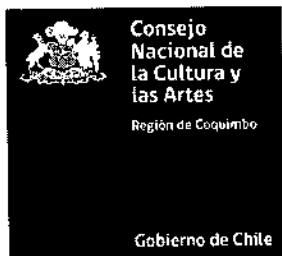 Consejo
Nacional de
la Cultura y
las Artes
Región de Coquimbo
Gobierno de Chile